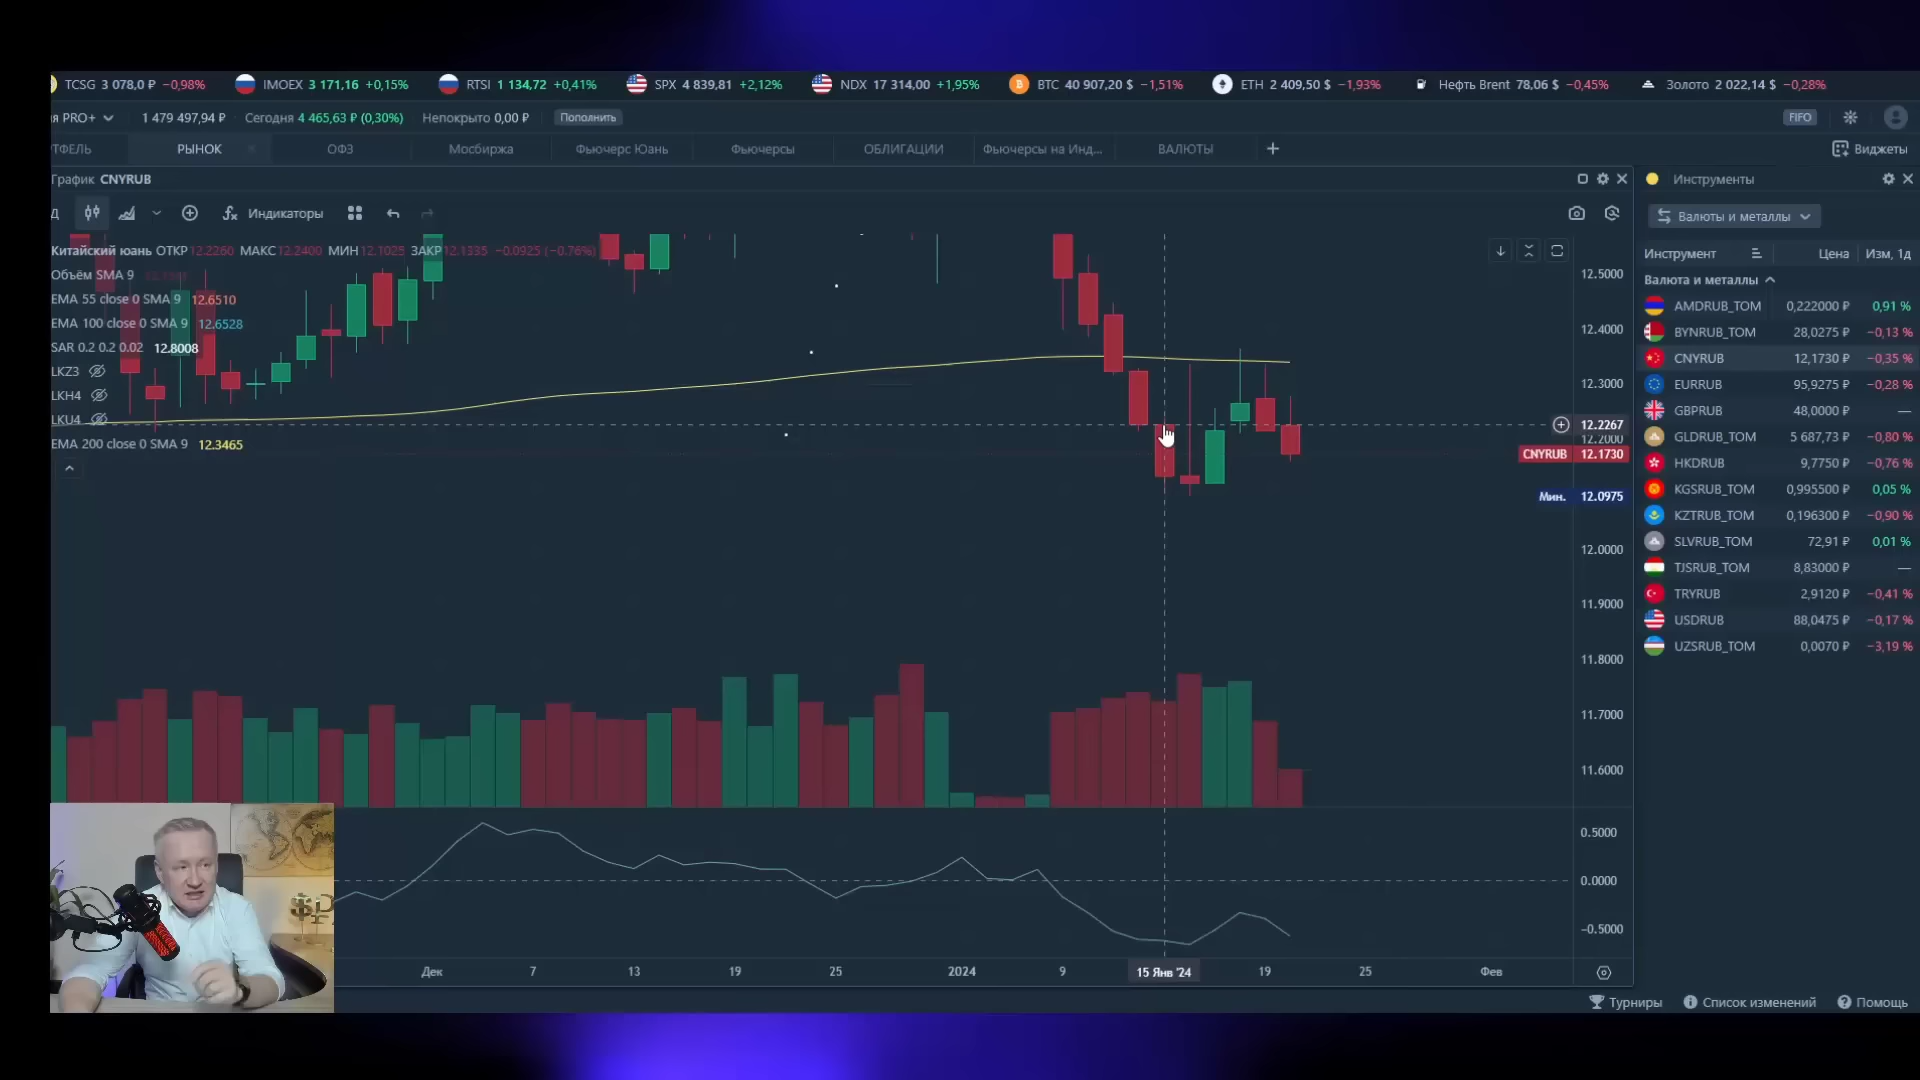 TCSG 3 078,0 ₽ −0,98% IMOEX 3 171,16 +0,15% RTSI 1 134,72 +0,41% SPX 4 839,81 +2,12% NDX 17 314,00 +1,95% BTC 40 907,20 $ −1,51% ETH 2 409,50 $ −1,93% Нефть Brent 78,06 $ −0,45% Золото 2 022,14 $ −0,28%
я PRO+ 1 479 497,94 ₽ Сегодня 4 465,63 ₽ (0,30%) Непокрыто 0,00 ₽ Пополнить FIFO
ТФЕЛЬ РЫНОК ОФЗ Мосбиржа Фьючерс Юань Фьючерсы ОБЛИГАЦИИ Фьючерсы на Инд... ВАЛЮТЫ + Виджеты
График CNYRUB
Д Индикаторы
Китайский юань ОТКР 12.2260 МАКС 12.2400 МИН 12.1025 ЗАКР 12.1335 −0.0925 (−0.76%)
Объём SMA 9
EMA 55 close 0 SMA 9 12.6510
EMA 100 close 0 SMA 9 12.6528
SAR 0.2 0.2 0.02 12.8008
LKZ3
LKH4
LKU4
EMA 200 close 0 SMA 9 12.3465
12.5000
12.4000
12.3000
12.2267
12.2000
CNYRUB 12.1730
Мин. 12.0975
12.0000
11.9000
11.8000
11.7000
11.6000
0.5000
0.0000
−0.5000
Дек 7 13 19 25 2024 9 15 Янв '24 19 25 Фев
Инструменты
Валюты и металлы
Инструмент Цена Изм, 1д
Валюта и металлы
AMDRUB_TOM 0,222000 ₽ 0,91 %
BYNRUB_TOM 28,0275 ₽ −0,13 %
CNYRUB 12,1730 ₽ −0,35 %
EURRUB 95,9275 ₽ −0,28 %
GBPRUB 48,0000 ₽ —
GLDRUB_TOM 5 687,73 ₽ −0,80 %
HKDRUB 9,7750 ₽ −0,76 %
KGSRUB_TOM 0,995500 ₽ 0,05 %
KZTRUB_TOM 0,196300 ₽ −0,90 %
SLVRUB_TOM 72,91 ₽ 0,01 %
TJSRUB_TOM 8,83000 ₽ —
TRYRUB 2,9120 ₽ −0,41 %
USDRUB 88,0475 ₽ −0,17 %
UZSRUB_TOM 0,0070 ₽ −3,19 %
Турниры Список изменений Помощь